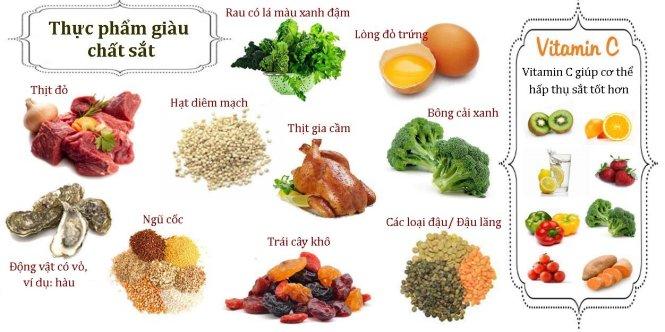 Thực phẩm giàu
chất sắt
Rau có lá màu xanh đậm
Lòng đỏ trứng
Thịt đỏ
Hạt diêm mạch
Thịt gia cầm
Bông cải xanh
Động vật có vỏ,
ví dụ: hàu
Ngũ cốc
Trái cây khô
Các loại đậu/ Đậu lăng
Vitamin C
Vitamin C giúp cơ thể
hấp thụ sắt tốt hơn